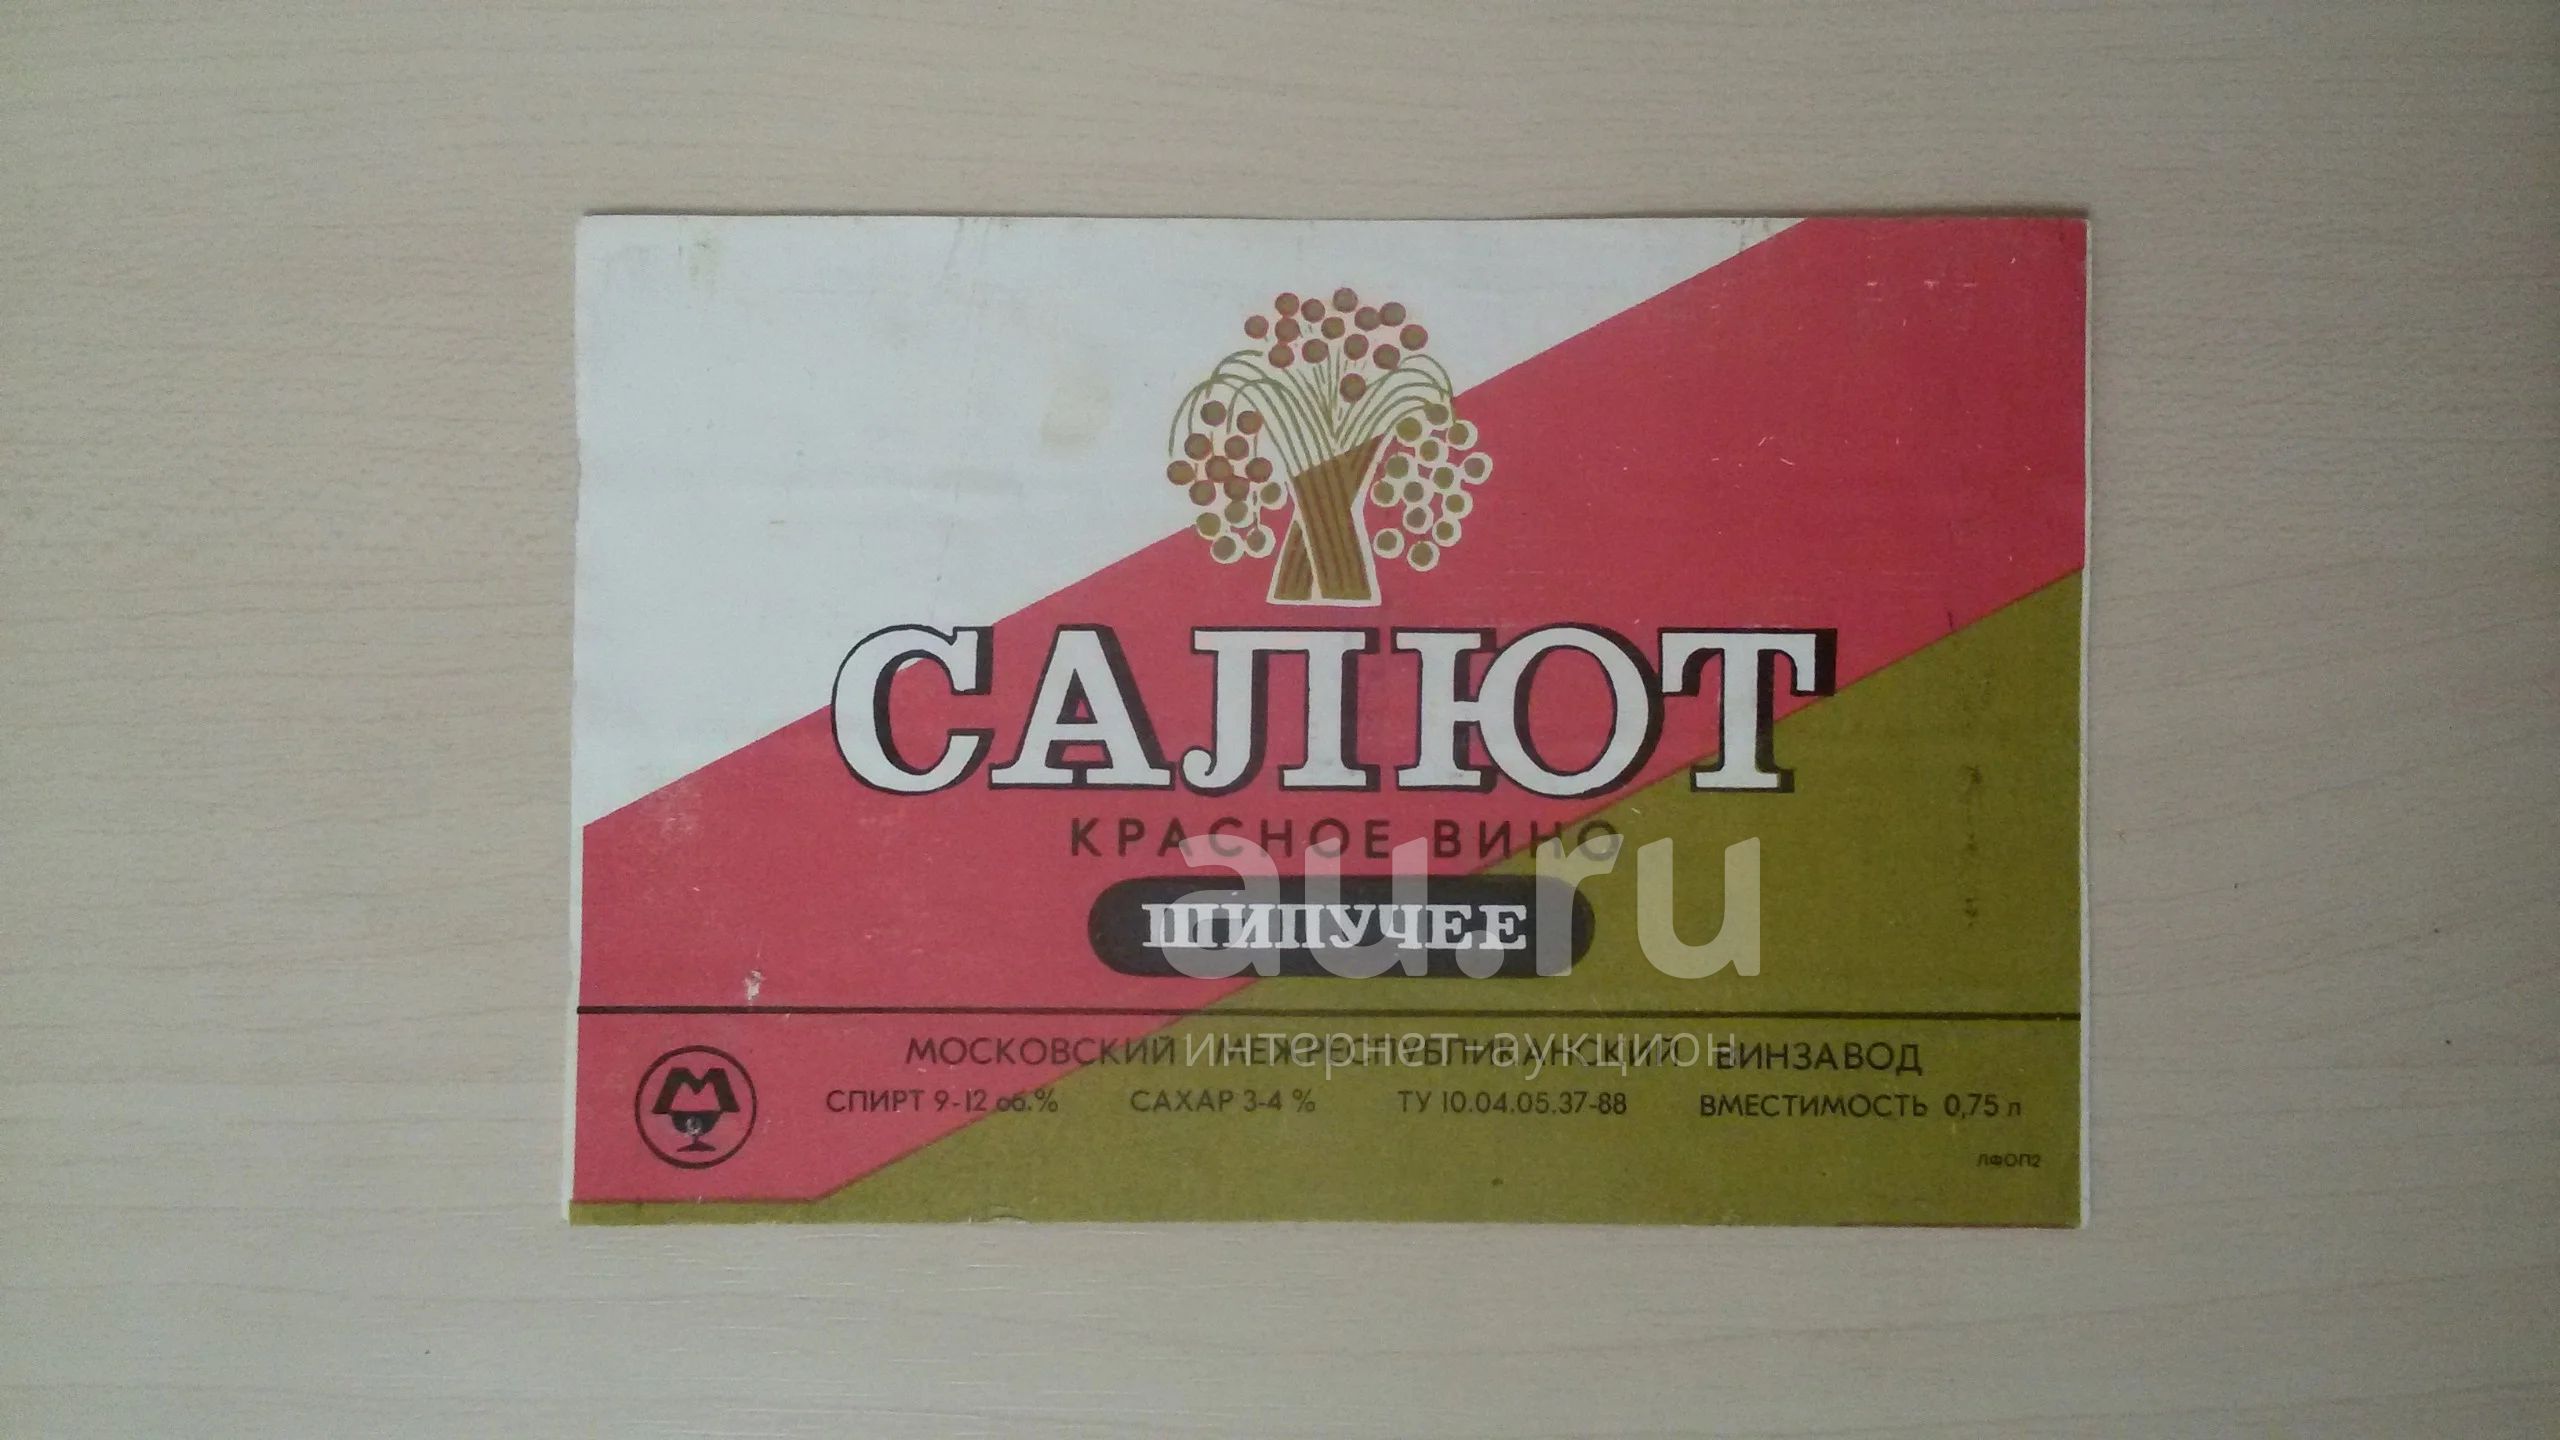 САЛЮТ
КРАСНОЕ ВИНО
ШИПУЧЕЕ
au.ru
интернет-аукцион
МОСКОВСКИЙ МЕЖРЕСПУБЛИКАНСКИЙ ВИНЗАВОД
СПИРТ 9-12 об.% САХАР 3-4 % ТУ 10.04.05.37-88 ВМЕСТИМОСТЬ 0,75 л
М
ЛФОП2